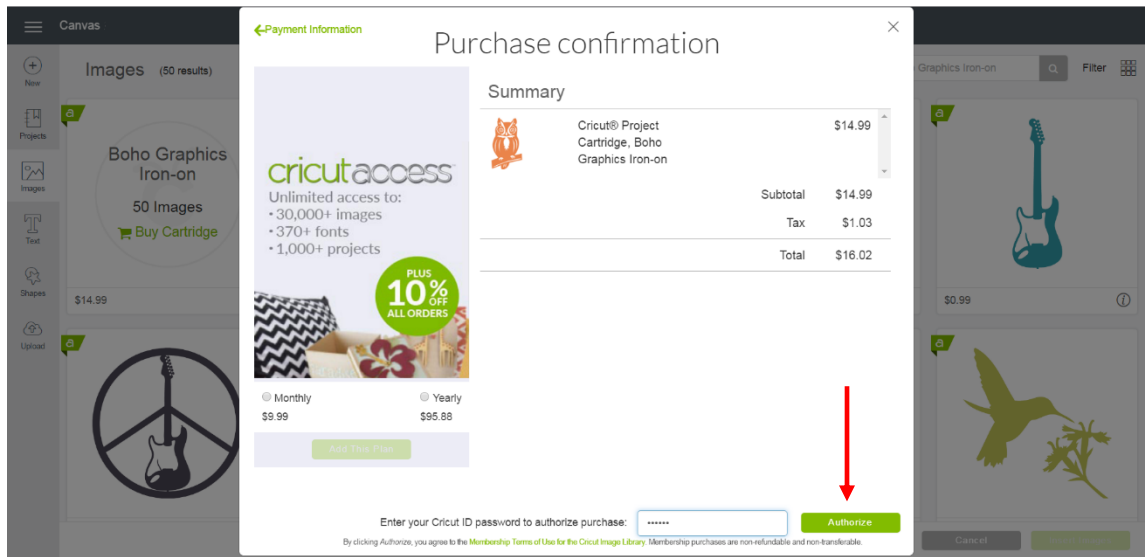 Canvas
New
Projects
Images
Text
Shapes
Upload
Images (50 results)
Graphics Iron-on
Filter
a
Boho Graphics
Iron-on
50 Images
Buy Cartridge
$14.99
a
a
$0.99
a
Payment Information
Purchase confirmation
cricut access
Unlimited access to:
• 30,000+ images
• 370+ fonts
• 1,000+ projects
PLUS
10% OFF
ALL ORDERS
Monthly
$9.99
Yearly
$95.88
Add This Plan
Summary
Cricut® Project
Cartridge, Boho
Graphics Iron-on
$14.99
Subtotal $14.99
Tax $1.03
Total $16.02
Enter your Cricut ID password to authorize purchase: ······
Authorize
By clicking Authorize, you agree to the Membership Terms of Use for the Cricut Image Library. Membership purchases are non-refundable and non-transferable.
Cancel